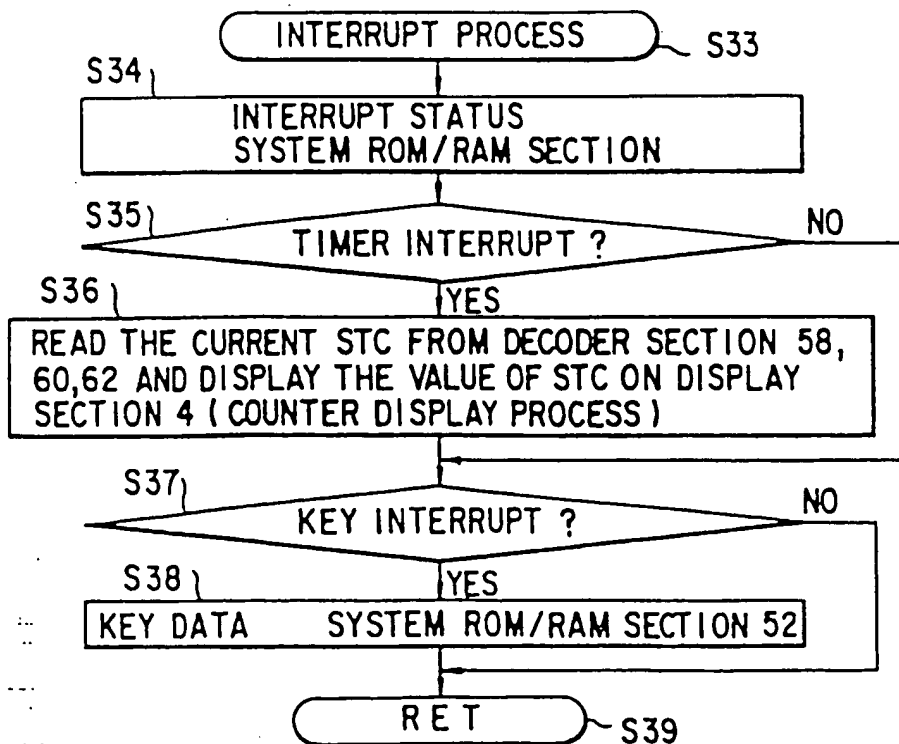 INTERRUPT PROCESS
S33
S34
INTERRUPT STATUS
SYSTEM ROM/RAM SECTION
S35
TIMER INTERRUPT ?
NO
S36
YES
READ THE CURRENT STC FROM DECODER SECTION 58,
60,62 AND DISPLAY THE VALUE OF STC ON DISPLAY
SECTION 4 (COUNTER DISPLAY PROCESS)
S37
KEY INTERRUPT ?
NO
S38
YES
KEY DATA SYSTEM ROM/RAM SECTION 52
RET
S39